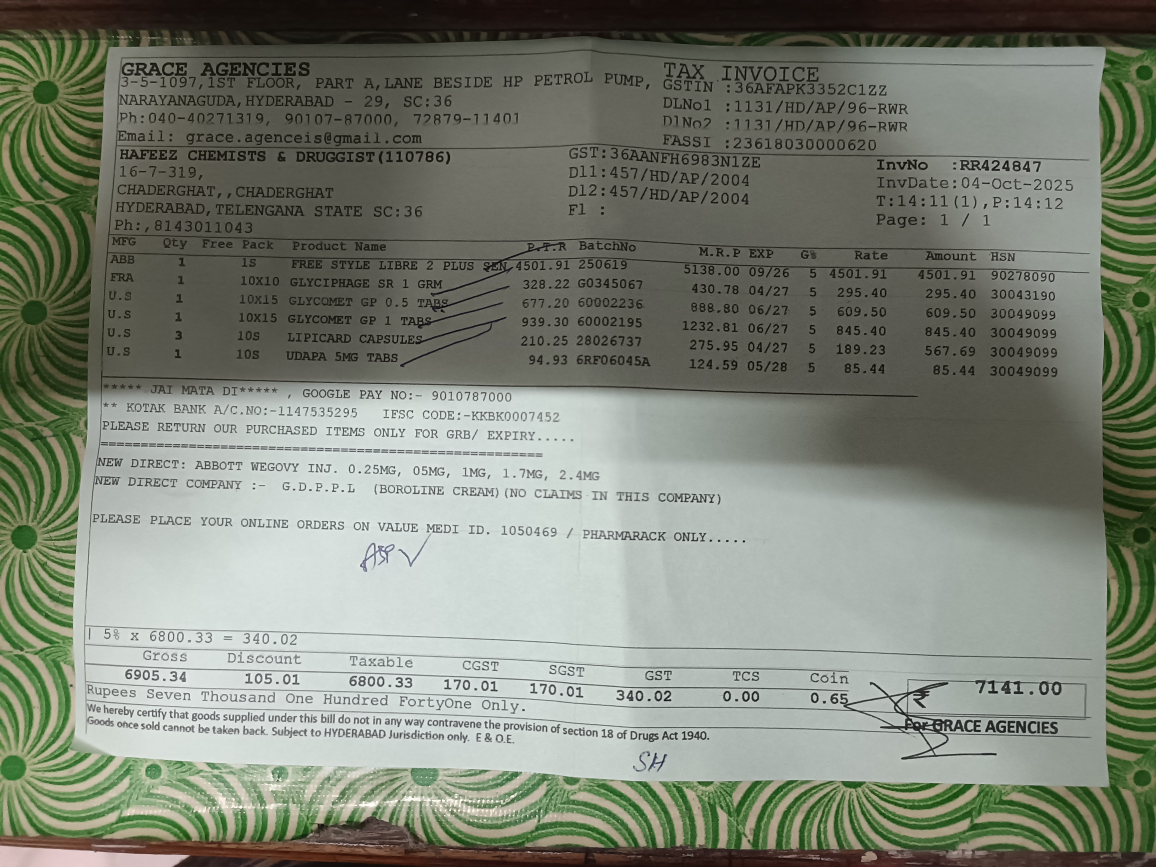 GRACE AGENCIES
3-5-1097,1ST FLOOR, PART A,LANE BESIDE HP PETROL PUMP,
NARAYANAGUDA,HYDERABAD - 29, SC:36
Ph:040-40271319, 90107-87000, 72879-11401
Email: grace.agenceis@gmail.com
TAX INVOICE
GSTIN :36AFAPK3352C1ZZ
DLNo1 :1131/HD/AP/96-RWR
DlNo2 :1131/HD/AP/96-RWR
FASSI :23618030000620
HAFEEZ CHEMISTS & DRUGGIST(110786)
16-7-319,
CHADERGHAT,,CHADERGHAT
HYDERABAD,TELENGANA STATE SC:36
Ph:,8143011043
GST:36AANFH6983N1ZE
Dl1:457/HD/AP/2004
Dl2:457/HD/AP/2004
Fl :
InvNo :RR424847
InvDate:04-Oct-2025
T:14:11(1),P:14:12
Page: 1 / 1
MFG Qty Free Pack Product Name P.T.R BatchNo M.R.P EXP G% Rate Amount HSN
ABB 1 1S FREE STYLE LIBRE 2 PLUS SEN 4501.91 250619 5138.00 09/26 5 4501.91 4501.91 90278090
FRA 1 10X10 GLYCIPHAGE SR 1 GRM 328.22 G0345067 430.78 04/27 5 295.40 295.40 30043190
U.S 1 10X15 GLYCOMET GP 0.5 TABS 677.20 60002236 888.80 06/27 5 609.50 609.50 30049099
U.S 1 10X15 GLYCOMET GP 1 TABS 939.30 60002195 1232.81 06/27 5 845.40 845.40 30049099
U.S 3 10S LIPICARD CAPSULES 210.25 28026737 275.95 04/27 5 189.23 567.69 30049099
U.S 1 10S UDAPA 5MG TABS 94.93 6RF06045A 124.59 05/28 5 85.44 85.44 30049099
***** JAI MATA DI***** , GOOGLE PAY NO:- 9010787000
** KOTAK BANK A/C.NO:-1147535295 IFSC CODE:-KKBK0007452
PLEASE RETURN OUR PURCHASED ITEMS ONLY FOR GRB/ EXPIRY.....
=====================================================
NEW DIRECT: ABBOTT WEGOVY INJ. 0.25MG, 05MG, 1MG, 1.7MG, 2.4MG
NEW DIRECT COMPANY :- G.D.P.P.L (BOROLINE CREAM)(NO CLAIMS IN THIS COMPANY)
PLEASE PLACE YOUR ONLINE ORDERS ON VALUE MEDI ID. 1050469 / PHARMARACK ONLY.....
| 5% x 6800.33 = 340.02
Gross Discount Taxable CGST SGST GST TCS Coin
6905.34 105.01 6800.33 170.01 170.01 340.02 0.00 0.65 ₹ 7141.00
Rupees Seven Thousand One Hundred FortyOne Only.
For GRACE AGENCIES
We hereby certify that goods supplied under this bill do not in any way contravene the provision of section 18 of Drugs Act 1940.
Goods once sold cannot be taken back. Subject to HYDERABAD Jurisdiction only. E & O.E.
SH